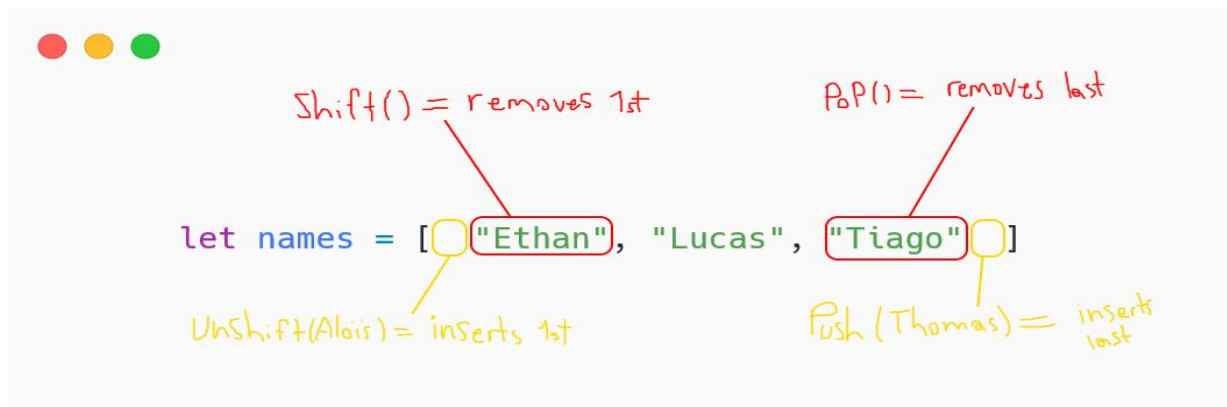 Shift() = removes 1st
PoP() = removes last
let names = [ "Ethan", "Lucas", "Tiago" ]
UnShift(Alois) = inserts 1st
Push (Thomas) = inserts
last